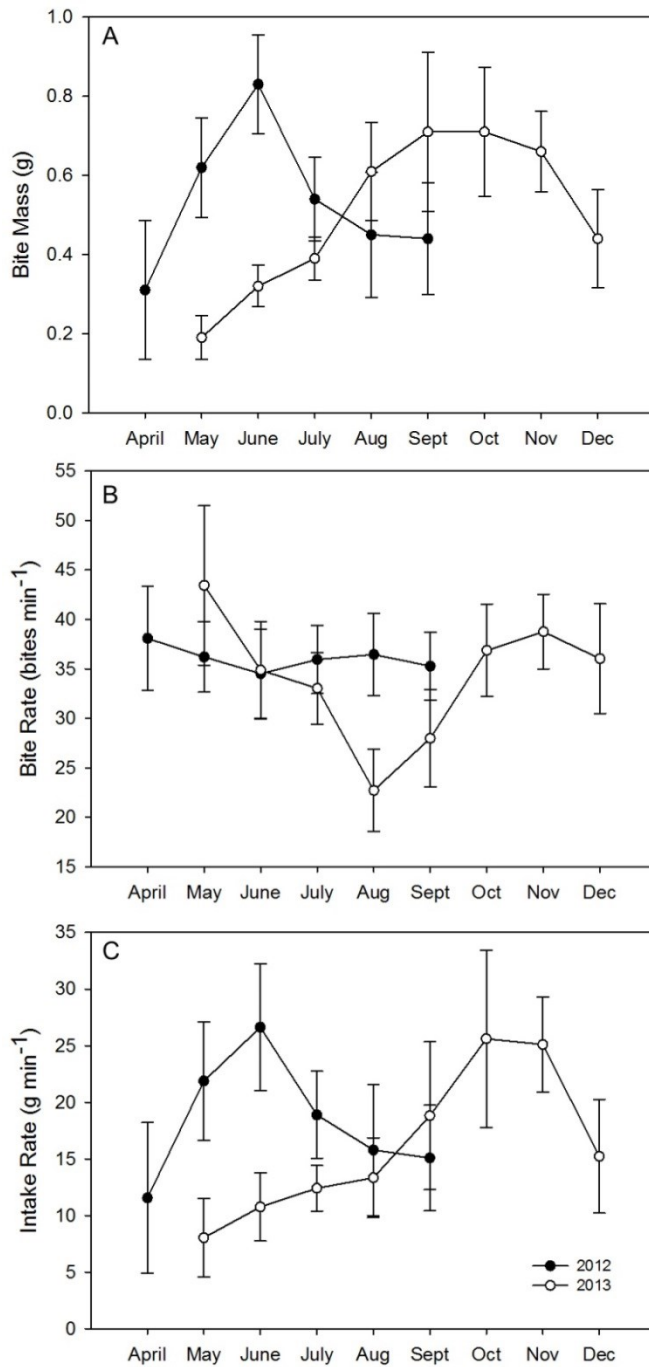 A
1.0
0.8
0.6
0.4
0.2
0.0
Bite Mass (g)
April May June July Aug Sept Oct Nov Dec
B
55
50
45
40
35
30
25
20
15
Bite Rate (bites min⁻¹)
April May June July Aug Sept Oct Nov Dec
C
35
30
25
20
15
10
5
0
Intake Rate (g min⁻¹)
2012
2013
April May June July Aug Sept Oct Nov Dec